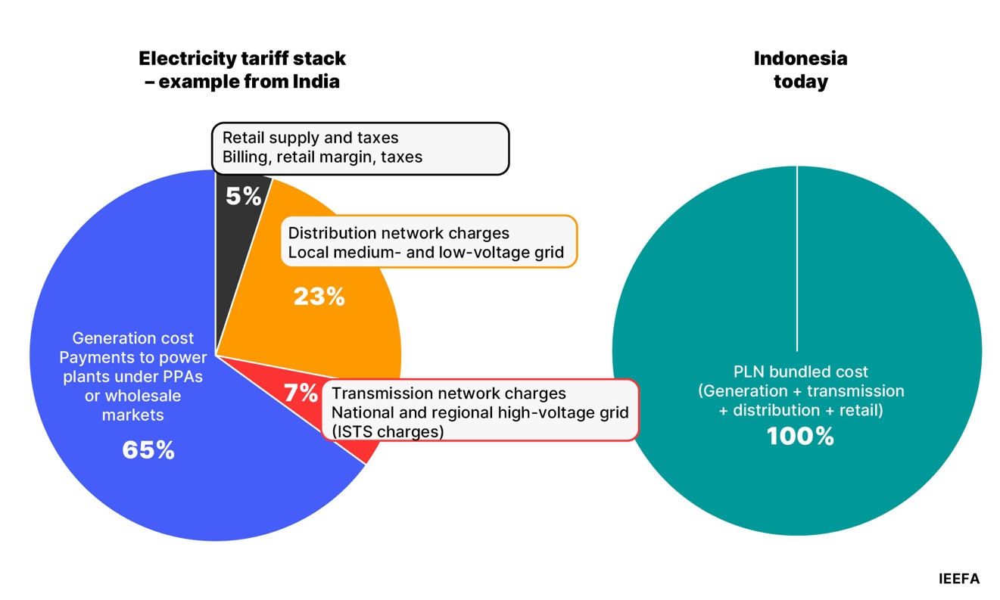 Electricity tariff stack
– example from India
Retail supply and taxes
Billing, retail margin, taxes
5%
Distribution network charges
Local medium- and low-voltage grid
23%
Generation cost
Payments to power
plants under PPAs
or wholesale
markets
65%
7%
Transmission network charges
National and regional high-voltage grid
(ISTS charges)
Indonesia
today
PLN bundled cost
(Generation + transmission
+ distribution + retail)
100%
IEEFA